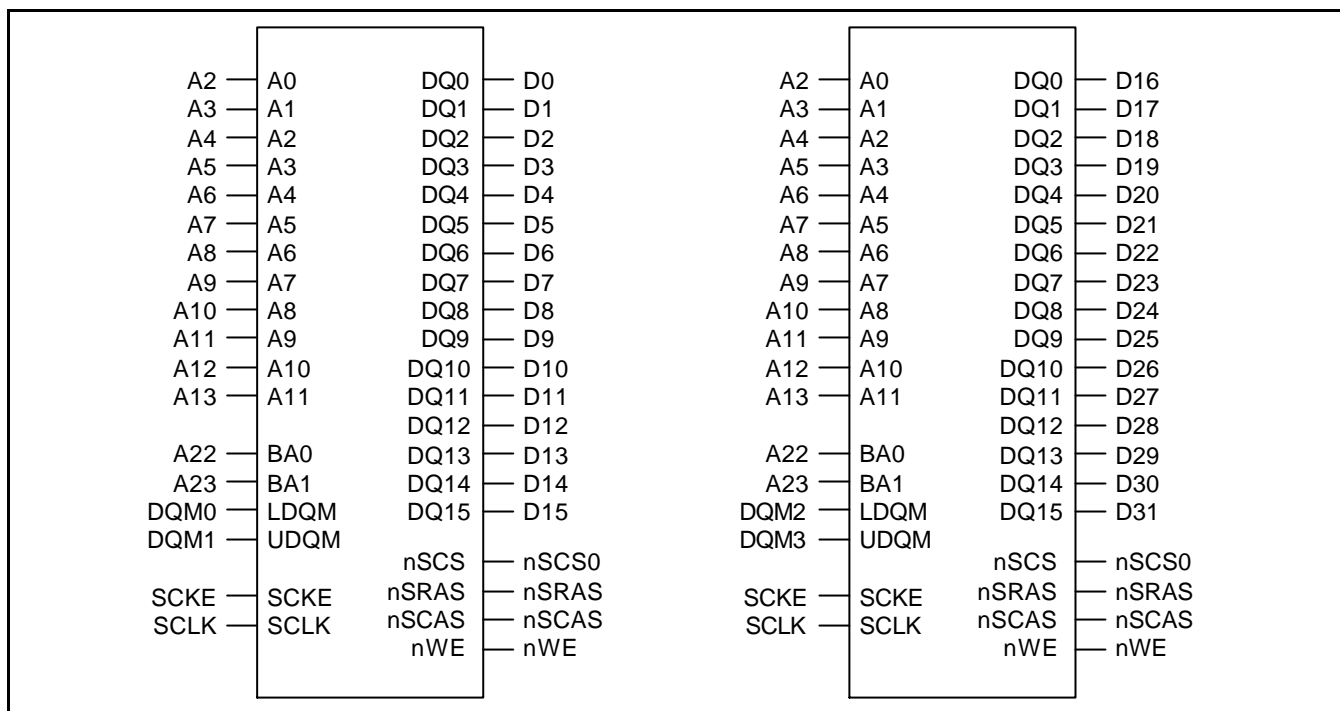 A2 A0 DQ0 D0 A2 A0 DQ0 D16
A3 A1 DQ1 D1 A3 A1 DQ1 D17
A4 A2 DQ2 D2 A4 A2 DQ2 D18
A5 A3 DQ3 D3 A5 A3 DQ3 D19
A6 A4 DQ4 D4 A6 A4 DQ4 D20
A7 A5 DQ5 D5 A7 A5 DQ5 D21
A8 A6 DQ6 D6 A8 A6 DQ6 D22
A9 A7 DQ7 D7 A9 A7 DQ7 D23
A10 A8 DQ8 D8 A10 A8 DQ8 D24
A11 A9 DQ9 D9 A11 A9 DQ9 D25
A12 A10 DQ10 D10 A12 A10 DQ10 D26
A13 A11 DQ11 D11 A13 A11 DQ11 D27
DQ12 D12 DQ12 D28
A22 BA0 DQ13 D13 A22 BA0 DQ13 D29
A23 BA1 DQ14 D14 A23 BA1 DQ14 D30
DQM0 LDQM DQ15 D15 DQM2 LDQM DQ15 D31
DQM1 UDQM DQM3 UDQM
nSCS nSCS0 nSCS nSCS0
SCKE SCKE nSRAS nSRAS SCKE SCKE nSRAS nSRAS
SCLK SCLK nSCAS nSCAS SCLK SCLK nSCAS nSCAS
nWE nWE nWE nWE